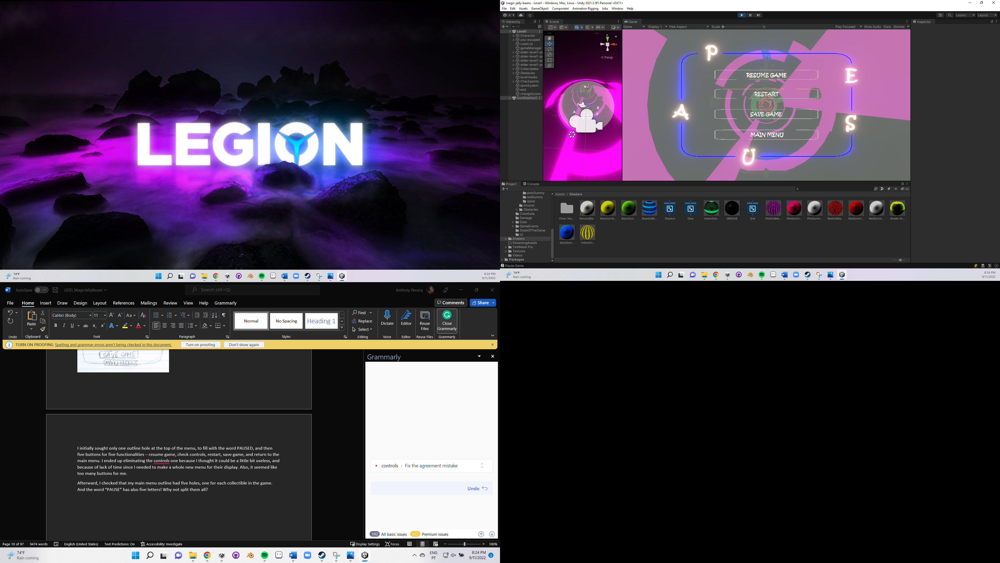 LEGION
74°F
Rain coming
8:24 PM
9/11/2022
magic-jelly-beans - Level1 - Windows, Mac, Linux - Unity 2021.3.5f1 Personal <DX11>
File Edit Assets GameObject Component Animation Rigging Jobs Window Help
A
Layers Layout
Hierarchy
All
Level1
Character
you-escaped
colorList
gameManager
slider-level1-pa
slider-level1-pa
slider-level1-pa
slider-level1-pa
Collectables
Obstacles
level1Audio
Checkpoints
saveSystem
end
changeScene
DontDestroyO
Scene
y
x
Persp
Game
Game Display 1 Free Aspect Scale 1x Play Focused Mute Audio Stats Gizmos
P
A
U
S
E
RESUME GAME
RESTART
SAVE GAME
MAIN MENU
Inspector
Project Console
30
pinkGummy
redGummy
spiral
Ground
Obstacles
ColorData
Damage
Data
GameEvents
StateOfTheGame
UI
Shaders
StreamingAssets
TextMesh Pro
Textures
Videos
Packages
Assets > Shaders
Other Sha... BananaBla... BananaYel... BearGum... BlueGridM... Dissolve Glow GreenGrid... GREENIE Grid PinkGridMa... PinkGumm... PinkGumm... RedGridMa... RedGumm... RedGumm... Shader Gr...
SpiralGum... YellowGri...
Pause Game
74°F
Rain coming
8:24 PM
9/11/2022
AutoSave Off GDD_MagicJellyBeans Search (Alt+Q) Anthony Pereira
File Home Insert Draw Design Layout References Mailings Review View Help Grammarly Comments Share
Calibri (Body) 11
Paste
Normal No Spacing Heading 1
Find
Replace
Select
Dictate
Editor
Reuse Files
Close Grammarly
Undo Clipboard Font Paragraph Styles Editing Voice Editor Reuse Files Grammarly
TURN ON PROOFING Spelling and grammar errors aren't being checked in this document. Turn on proofing Don't show again
SAVE GAME
MAIN MENU
I initially sought only one outline hole at the top of the menu, to fill with the word PAUSED, and then
five buttons for five functionalities – resume game, check controls, restart, save game, and return to the
main menu. I ended up eliminating the controls one because I thought it could be a little bit useless, and
because of lack of time since I needed to make a whole new menu for their display. Also, it seemed like
too many buttons for me.
Afterward, I checked that my main menu outline had five holes, one for each collectible in the game.
And the word “PAUSE” has also five letters! Why not split them all?
Grammarly
controls · Fix the agreement mistake
Undo
142 All basic issues 432 Premium issues
Page 10 of 97 9474 words English (United States) Text Predictions: On Accessibility: Investigate Display Settings Focus 100%
74°F
Rain coming
ENG
PT
8:24 PM
9/11/2022
3